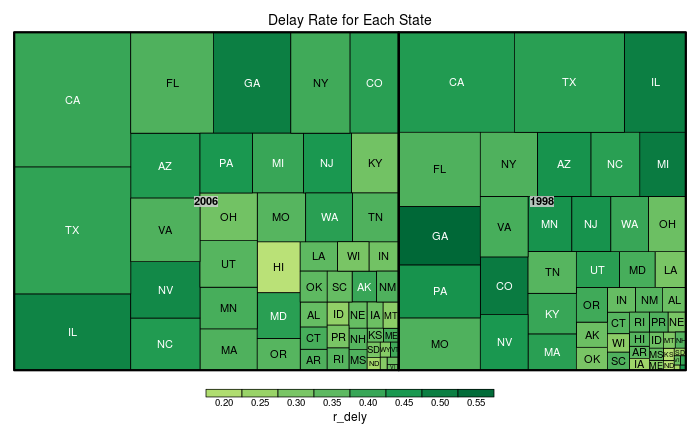 Delay Rate for Each State
CA FL GA NY CO CA TX IL
TX AZ PA MI NJ KY FL NY AZ NC MI
VA 2006 OH MO WA TN GA VA 1998 MN NJ WA OH
IL NV UT HI LA WI IN PA CO TN UT MD LA
NC MN MD OK SC AK NM MO NV KY OR IN NM AL
MA OR AL ID NE IA MT MA AK CT RI PR NE
CT PR NH KS ME OK WI HI ID MT NH
AR RI MS SD WY VT SC AR MS KS SD
ND IA ME ND
0.20 0.25 0.30 0.35 0.40 0.45 0.50 0.55
r_dely